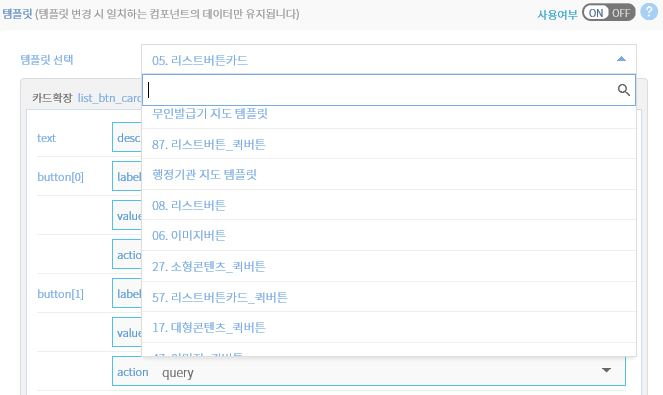 템플릿 (템플릿 변경 시 일치하는 컴포넌트의 데이터만 유지됩니다) 사용여부 ON OFF ?
템플릿 선택 05. 리스트버튼카드
카드확장 list_btn_card
무인발급기 지도 템플릿
text desc
87. 리스트버튼_퀵버튼
button[0] label
행정기관 지도 템플릿
08. 리스트버튼
value
06. 이미지버튼
actio
27. 소형콘텐츠_퀵버튼
button[1] label
57. 리스트버튼카드_퀵버튼
value
17. 대형콘텐츠_퀵버튼
action query